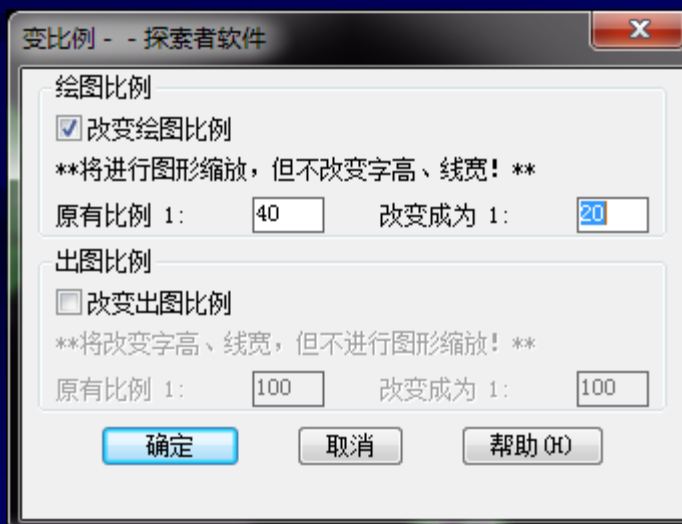 变比例 - - 探索者软件
绘图比例
改变绘图比例
**将进行图形缩放，但不改变字高、线宽！**
原有比例 1: 40 改变成为 1: 20
出图比例
改变出图比例
**将改变字高、线宽，但不进行图形缩放！**
原有比例 1: 100 改变成为 1: 100
确定 取消 帮助(H)